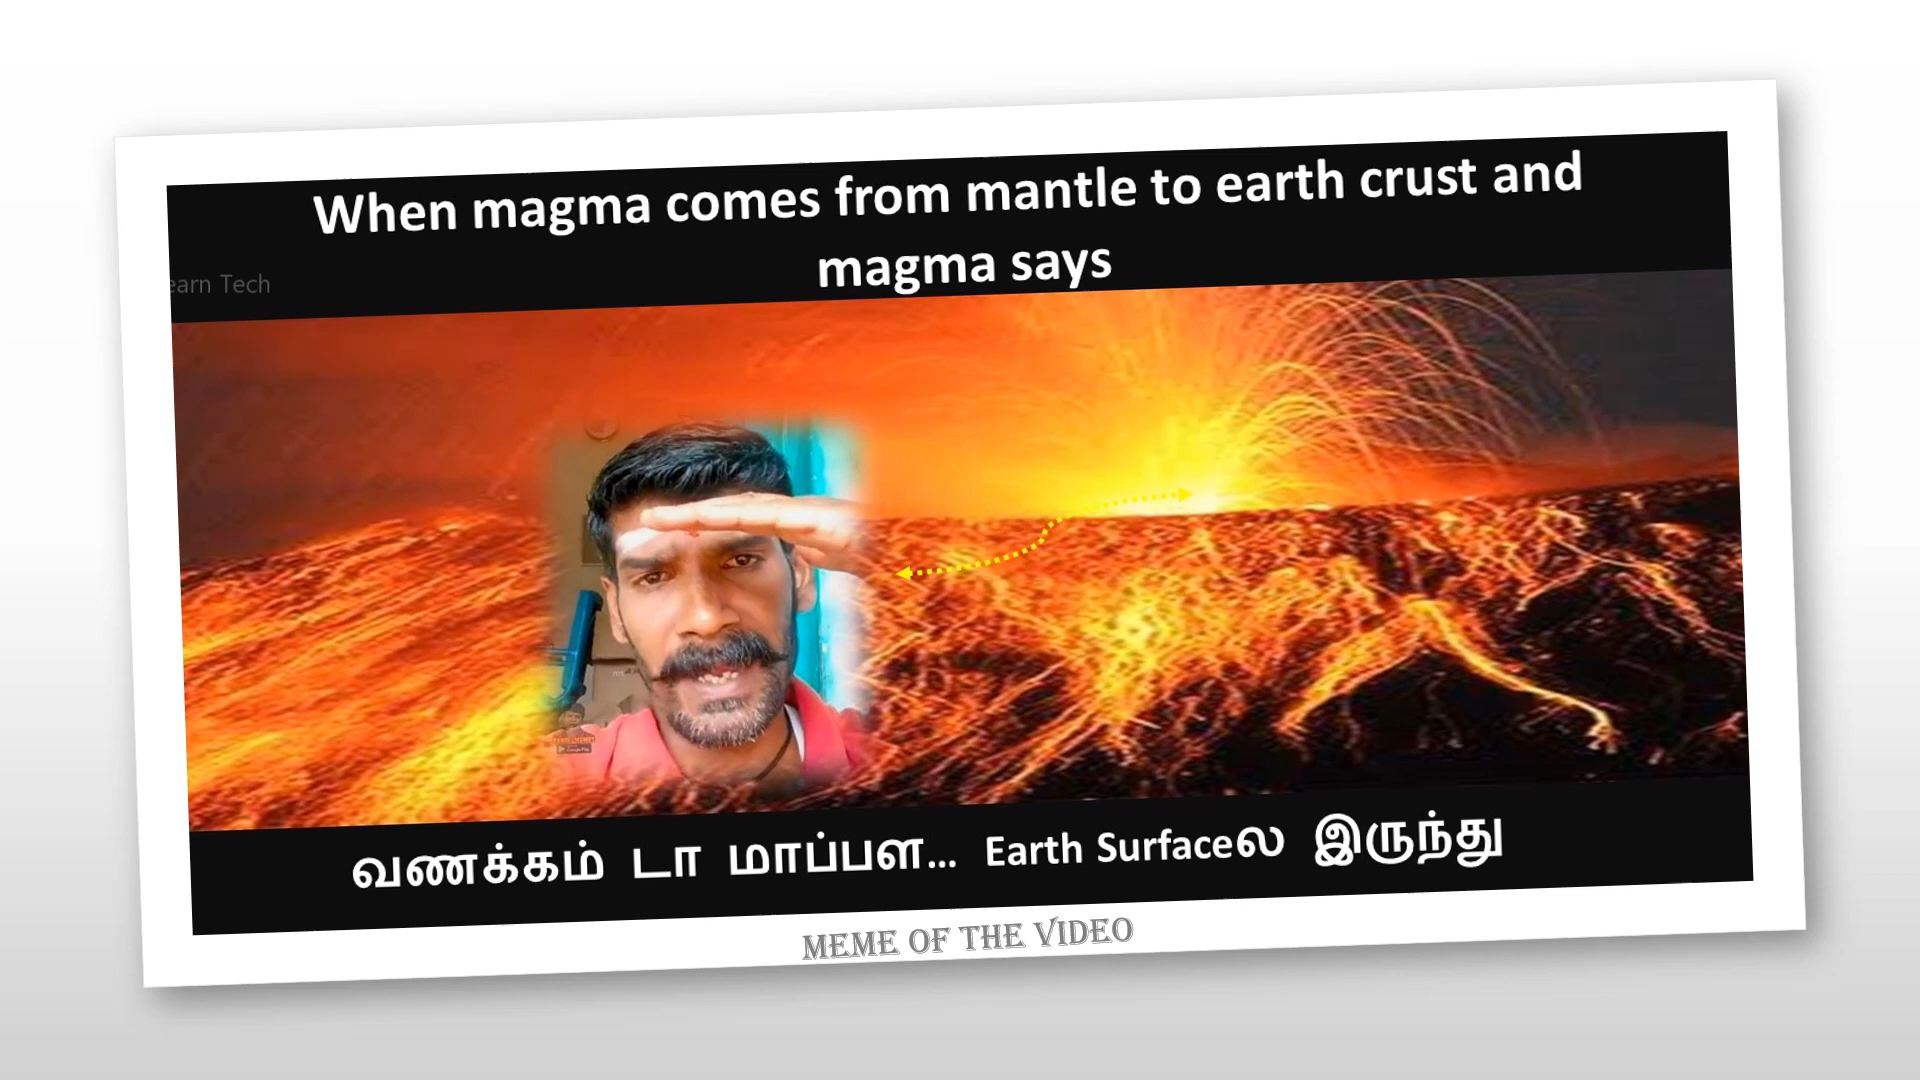 When magma comes from mantle to earth crust and
magma says
earn Tech
வணக்கம் டா மாப்பள... Earth Surfaceல இருந்து
MEME OF THE VIDEO